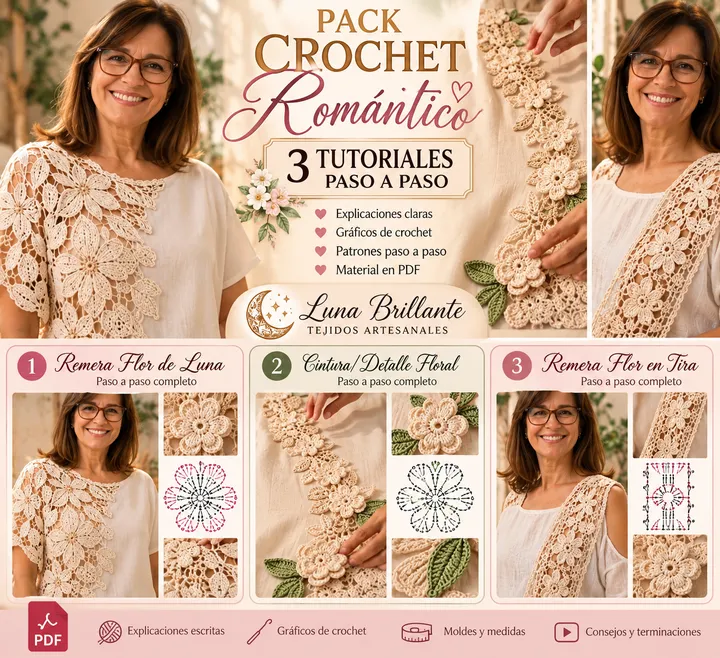 PACK
CROCHET
Romántico
3 TUTORIALES
PASO A PASO
Explicaciones claras
Gráficos de crochet
Patrones paso a paso
Material en PDF
Luna Brillante
TEJIDOS ARTESANALES
1 Remera Flor de Luna
Paso a paso completo
2 Cintura/Detalle Floral
Paso a paso completo
3 Remera Flor en Tira
Paso a paso completo
PDF
Explicaciones escritas
Gráficos de crochet
Moldes y medidas
Consejos y terminaciones